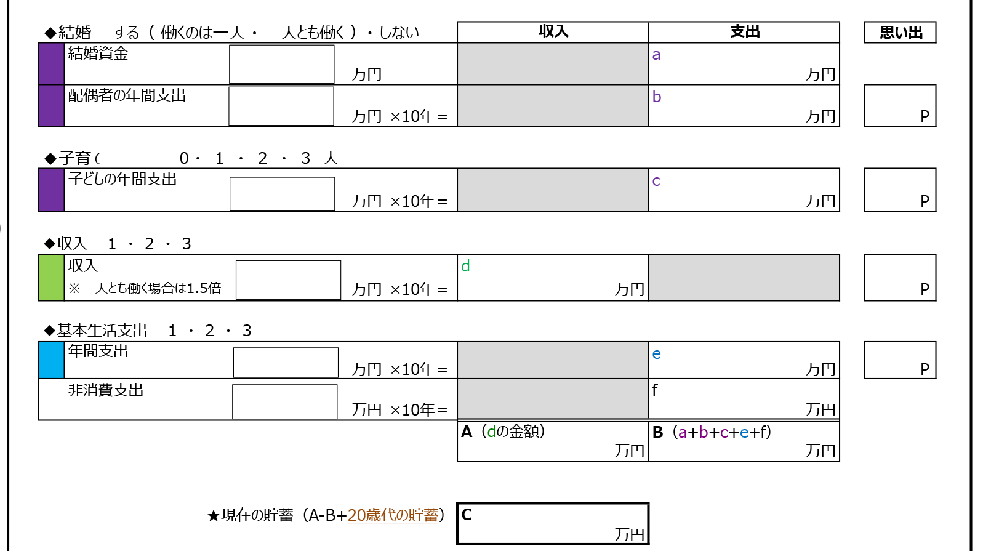 ◆結婚 する（ 働くのは一人 ・ 二人とも働く ）・ しない 収入 支出 思い出
結婚資金 万円 a 万円
配偶者の年間支出 万円 ×10年＝ b 万円 P
◆子育て 0 ・ 1 ・ 2 ・ 3 人
子どもの年間支出 万円 ×10年＝ c 万円 P
◆収入 1 ・ 2 ・ 3
収入 d
※二人とも働く場合は1.5倍 万円 ×10年＝ 万円 P
◆基本生活支出 1 ・ 2 ・ 3
年間支出 万円 ×10年＝ e 万円 P
非消費支出 万円 ×10年＝ f 万円
A（dの金額） 万円 B（a+b+c+e+f） 万円
★現在の貯蓄（A-B+20歳代の貯蓄） C 万円